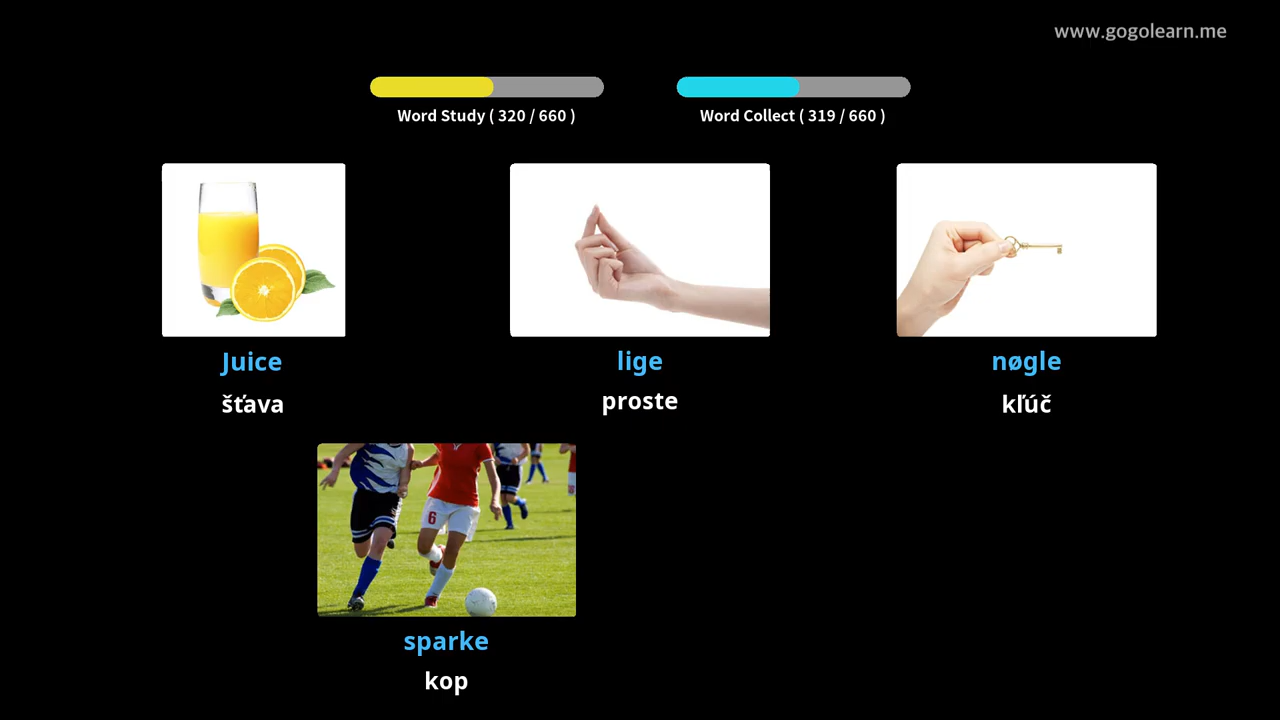 www.gogolearn.me
Word Study ( 320 / 660 )
Word Collect ( 319 / 660 )
Juice
lige
nøgle
šťava
proste
kľúč
6
sparke
kop